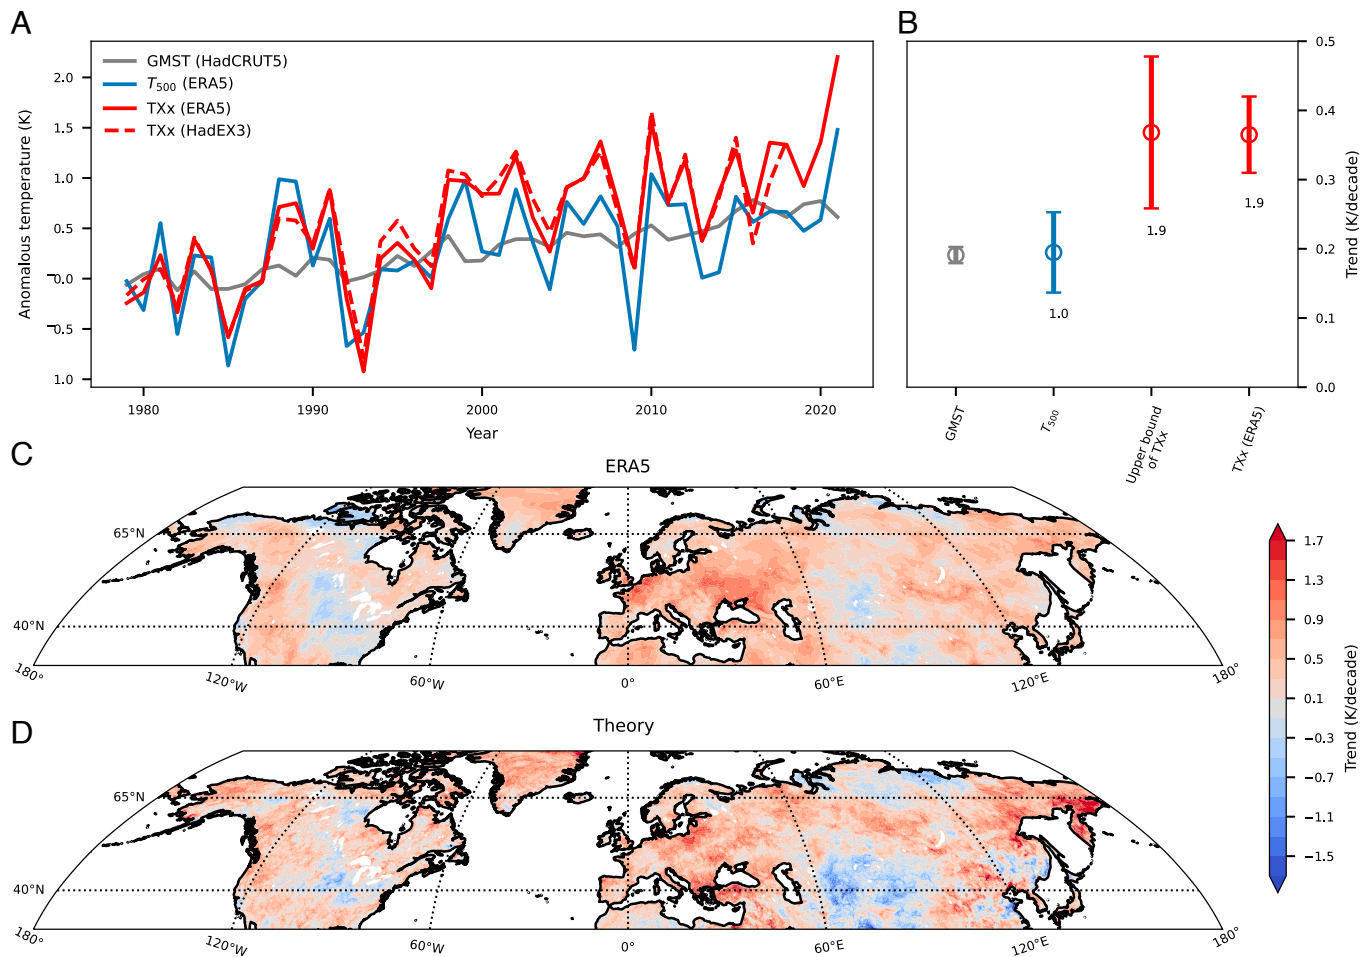 A
B
GMST (HadCRUT5)
T500 (ERA5)
TXx (ERA5)
TXx (HadEX3)
Anomalous temperature (K)
2.0
1.5
1.0
0.5
−0.0
−0.5
1.0
1980
1990
2000
2010
2020
Year
0.5
0.4
0.3
0.2
0.1
0.0
Trend (K/decade)
1.0
1.9
1.9
GMST
T500
Upper bound
of TXx
TXx (ERA5)
C
ERA5
65°N
40°N
180°
120°W
60°W
0°
60°E
120°E
180°
D
Theory
65°N
40°N
180°
120°W
60°W
0°
60°E
120°E
180°
1.7
1.3
0.9
0.5
0.1
−0.3
−0.7
−1.1
−1.5
Trend (K/decade)